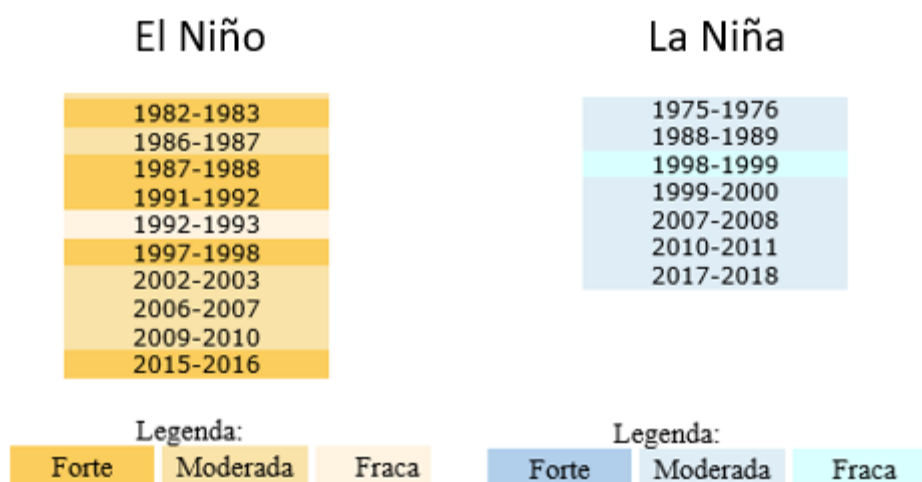 El Niño
1982-1983
1986-1987
1987-1988
1991-1992
1992-1993
1997-1998
2002-2003
2006-2007
2009-2010
2015-2016
Legenda:
Forte Moderada Fraca
La Niña
1975-1976
1988-1989
1998-1999
1999-2000
2007-2008
2010-2011
2017-2018
Legenda:
Forte Moderada Fraca